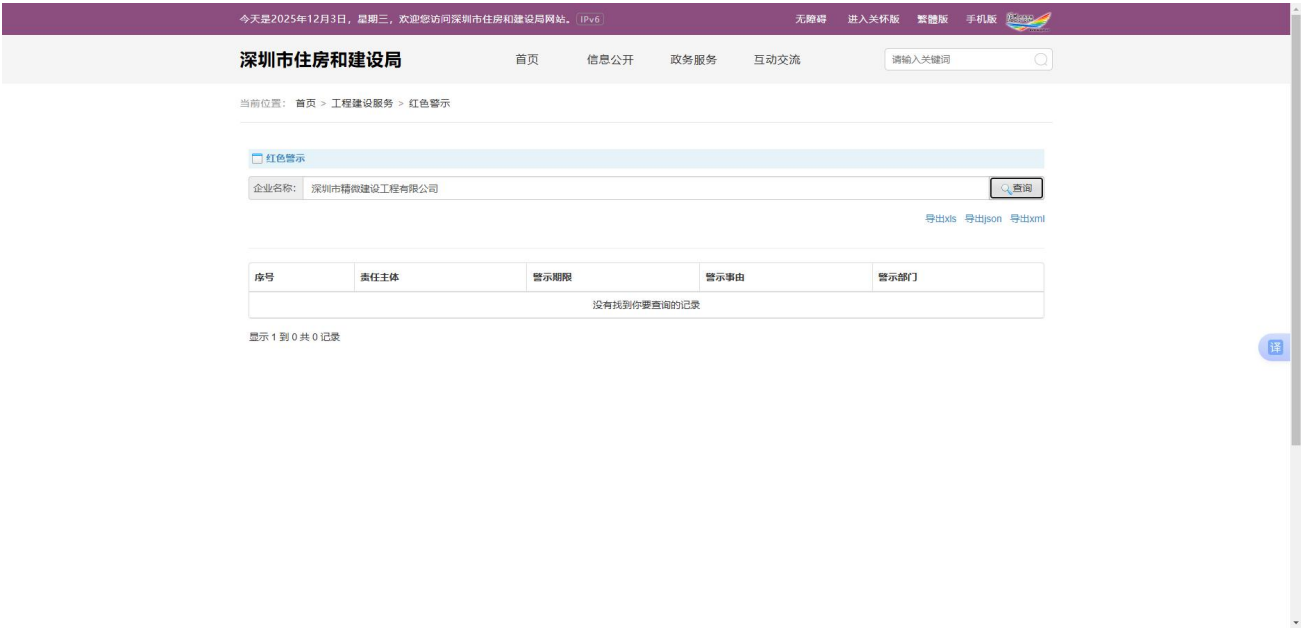 今天是2025年12月3日，星期三，欢迎您访问深圳市住房和建设局网站。 IPv6 无障碍 进入关怀版 繁體版 手机版
深圳市住房和建设局 首页 信息公开 政务服务 互动交流 请输入关键词
当前位置： 首页 > 工程建设服务 > 红色警示
红色警示
企业名称： 深圳市精微建设工程有限公司 查询
导出xls 导出json 导出xml
序号 责任主体 警示期限 警示事由 警示部门
没有找到你要查询的记录
显示 1 到 0 共 0 记录
译